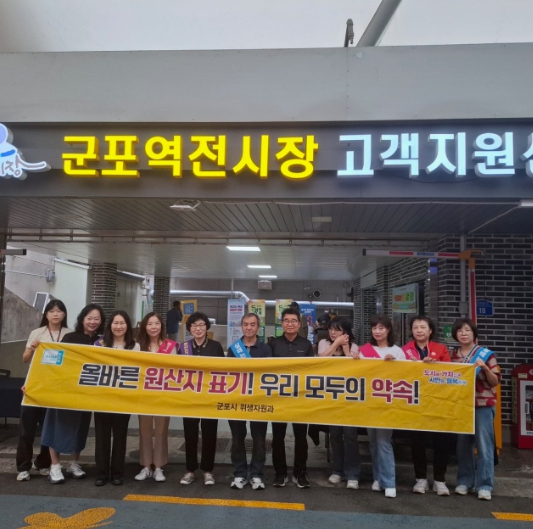 군포역전시장 고객지원센
올바른 원산지 표기! 우리 모두의 약속!
군포시 위생자원과